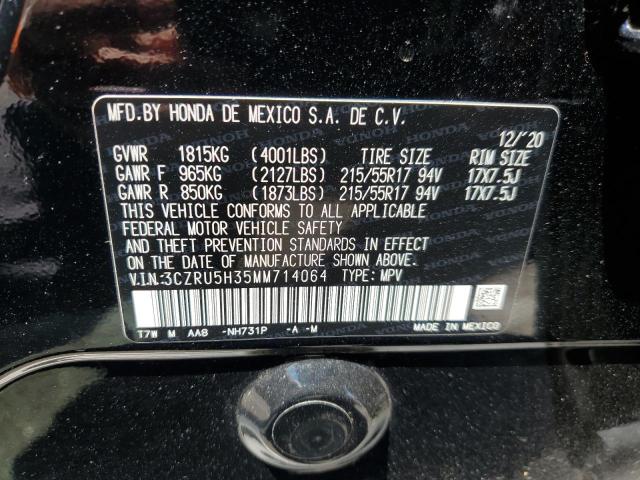 MFD.BY HONDA DE MEXICO S.A. DE C.V.
12/'20
GVWR 1815KG (4001LBS) TIRE SIZE RIM SIZE
GAWR F 965KG (2127LBS) 215/55R17 94V 17X7.5J
GAWR R 850KG (1873LBS) 215/55R17 94V 17X7.5J
THIS VEHICLE CONFORMS TO ALL APPLICABLE
FEDERAL MOTOR VEHICLE SAFETY
AND THEFT PREVENTION STANDARDS IN EFFECT
ON THE DATE OF MANUFACTURE SHOWN ABOVE.
V.I.N:3CZRU5H35MM714064 TYPE: MPV
T7W M AA8 -NH731P -A -M MADE IN MEXICO